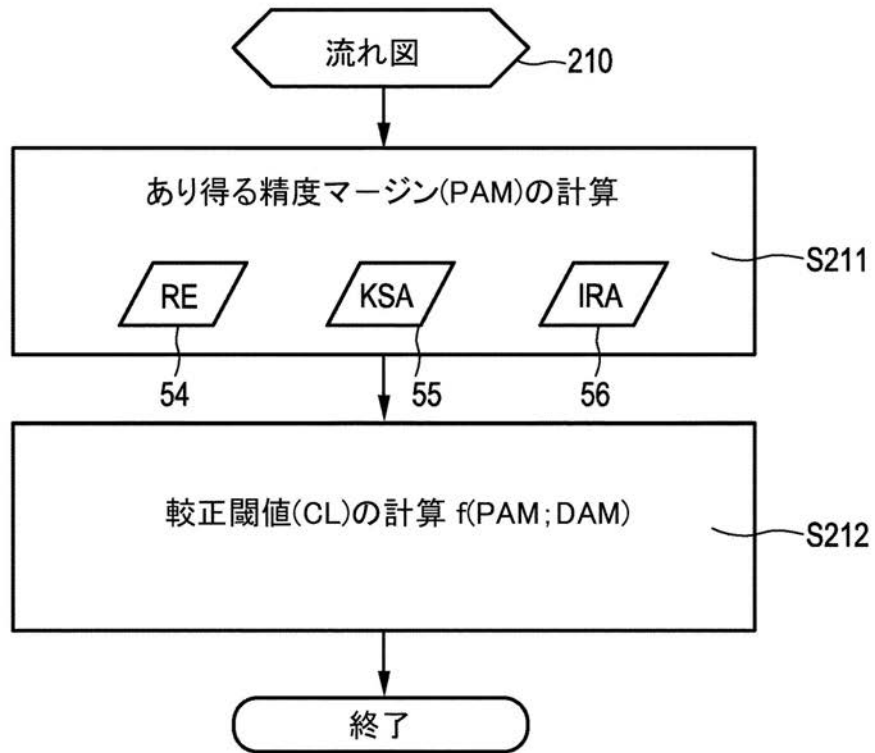 流れ図
210
あり得る精度マージン(PAM)の計算
S211
RE
KSA
IRA
54
55
56
較正閾値(CL)の計算 f(PAM;DAM)
S212
終了